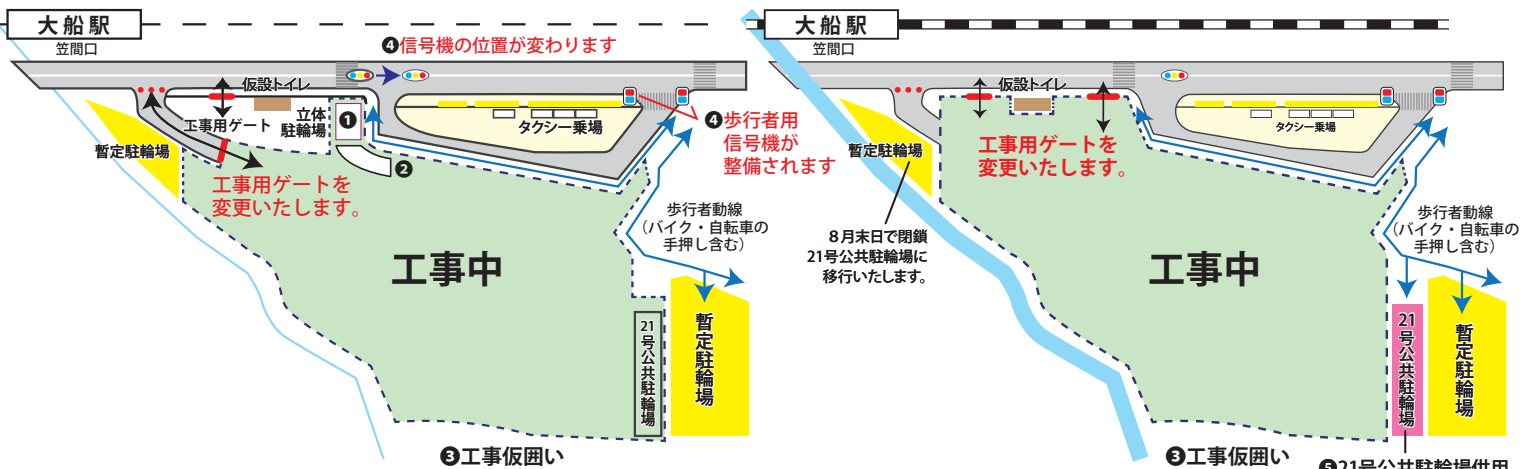 大船駅
笠間口
❹信号機の位置が変わります
仮設トイレ
工事用ゲート
立体
駐輪場
❶
❷
タクシー乗場
❹歩行者用
信号機が
整備されます
暫定駐輪場
工事用ゲートを
変更いたします。
歩行者動線
（バイク・自転車の
手押し含む）
工事中
21号公共駐輪場
暫定駐輪場
❸工事仮囲い
大船駅
笠間口
仮設トイレ
タクシー乗場
暫定駐輪場
工事用ゲートを
変更いたします。
8月末日で閉鎖
21号公共駐輪場に
移行いたします。
歩行者動線
（バイク・自転車の
手押し含む）
工事中
21号公共駐輪場
暫定駐輪場
❸工事仮囲い
❺21号公共駐輪場供用